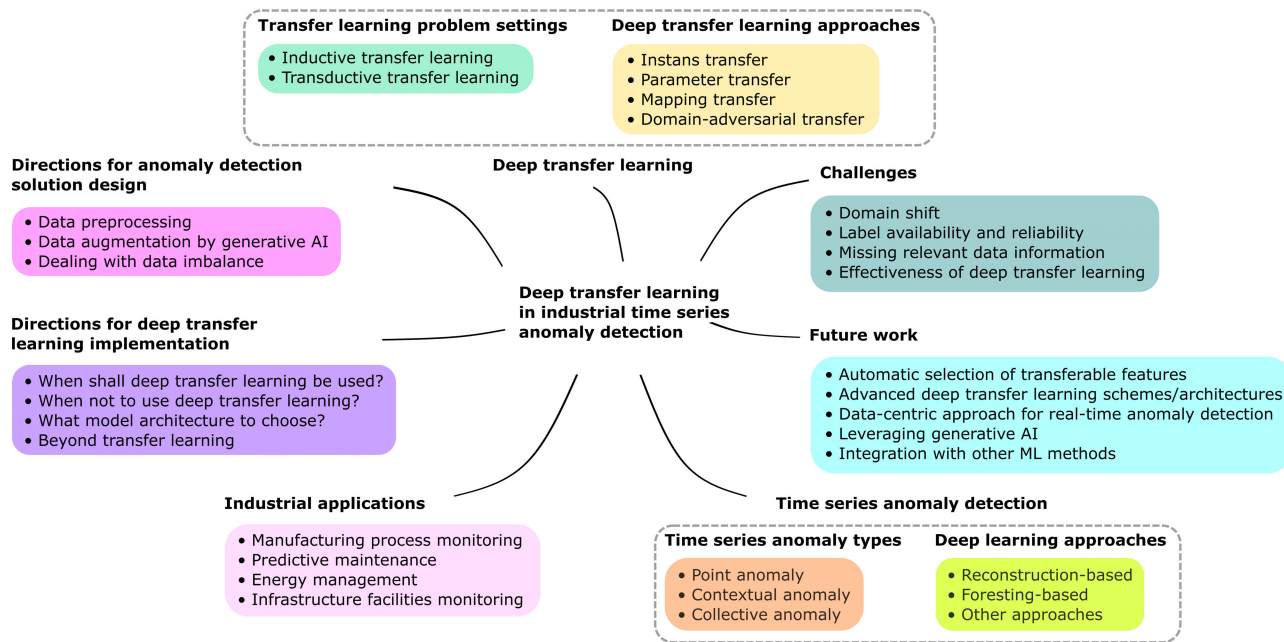 Transfer learning problem settings
• Inductive transfer learning
• Transductive transfer learning
Deep transfer learning approaches
• Instans transfer
• Parameter transfer
• Mapping transfer
• Domain-adversarial transfer
Deep transfer learning
Directions for anomaly detection
solution design
• Data preprocessing
• Data augmentation by generative AI
• Dealing with data imbalance
Challenges
• Domain shift
• Label availability and reliability
• Missing relevant data information
• Effectiveness of deep transfer learning
Deep transfer learning
in industrial time series
anomaly detection
Directions for deep transfer
learning implementation
• When shall deep transfer learning be used?
• When not to use deep transfer learning?
• What model architecture to choose?
• Beyond transfer learning
Future work
• Automatic selection of transferable features
• Advanced deep transfer learning schemes/architectures
• Data-centric approach for real-time anomaly detection
• Leveraging generative AI
• Integration with other ML methods
Industrial applications
• Manufacturing process monitoring
• Predictive maintenance
• Energy management
• Infrastructure facilities monitoring
Time series anomaly detection
Time series anomaly types
• Point anomaly
• Contextual anomaly
• Collective anomaly
Deep learning approaches
• Reconstruction-based
• Foresting-based
• Other approaches